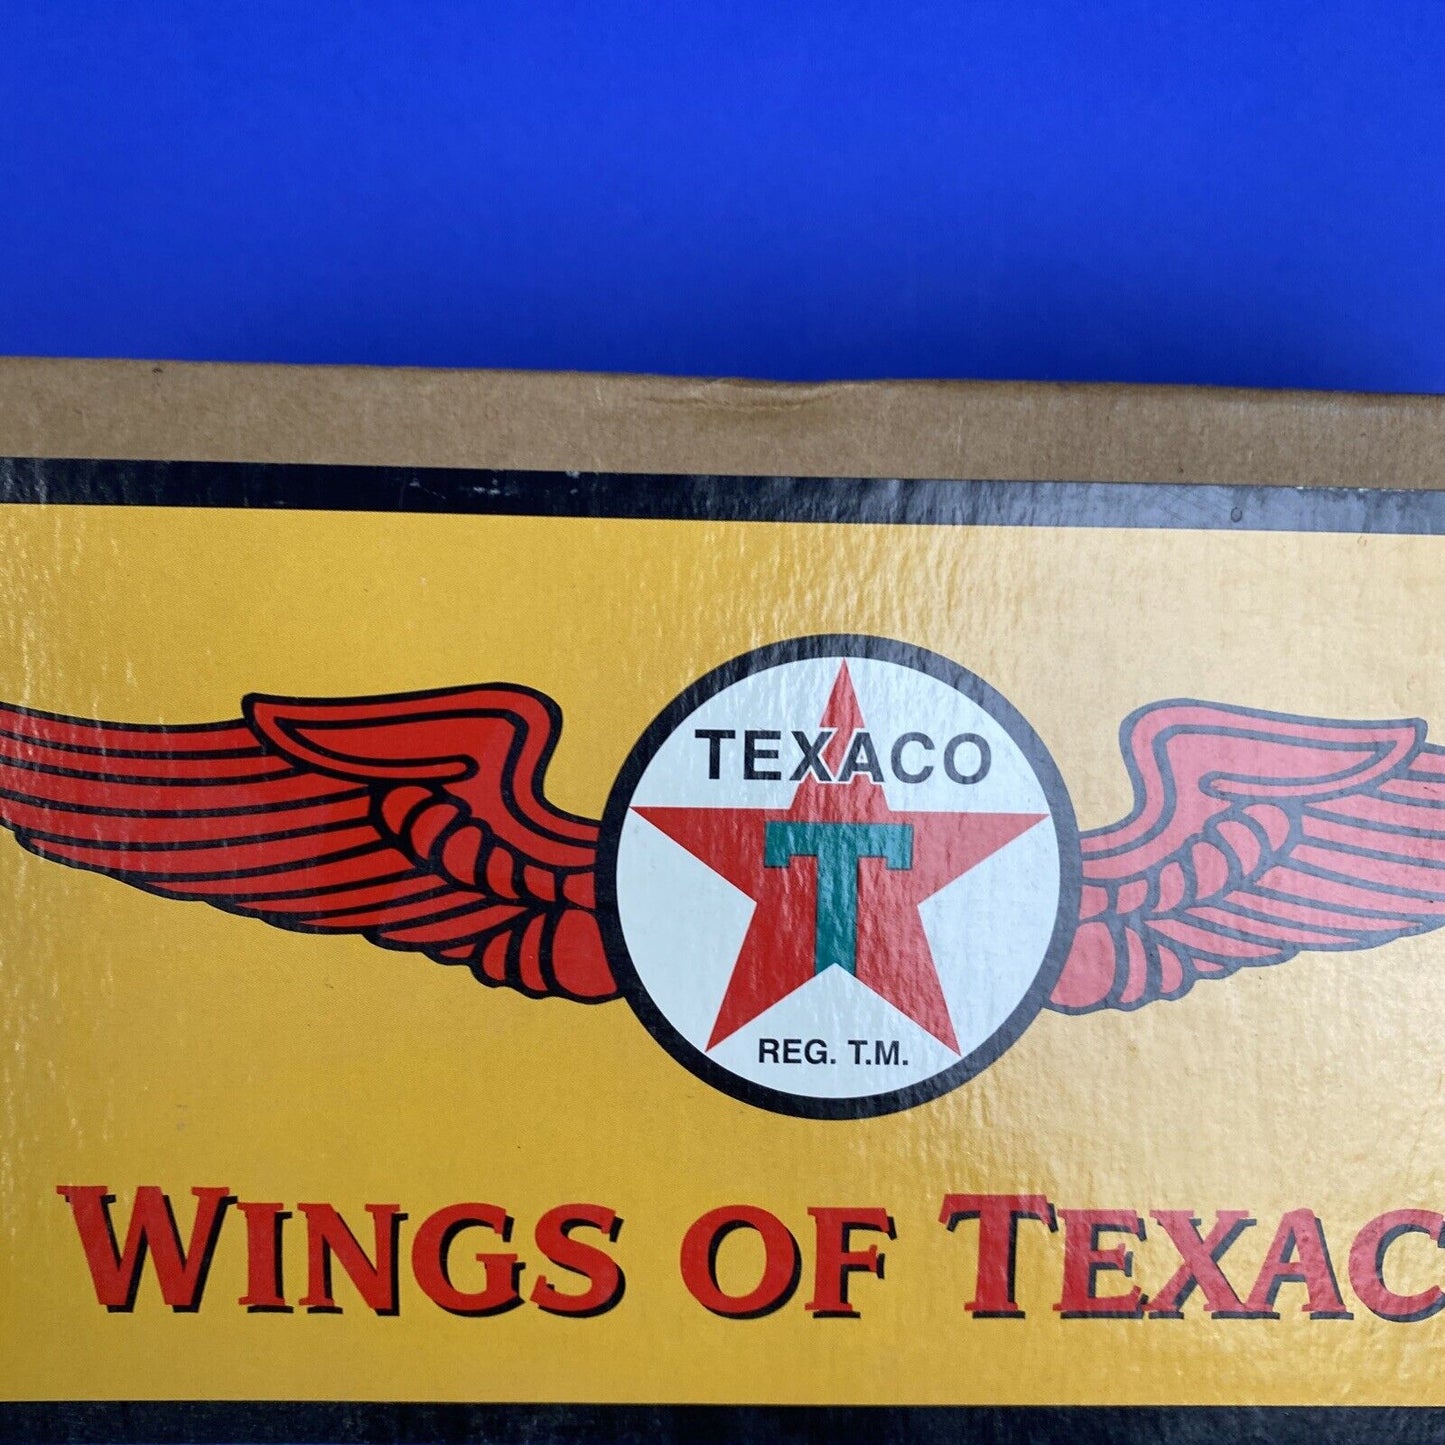 TEXACO
T
REG. T.M.
WINGS OF TEXAC